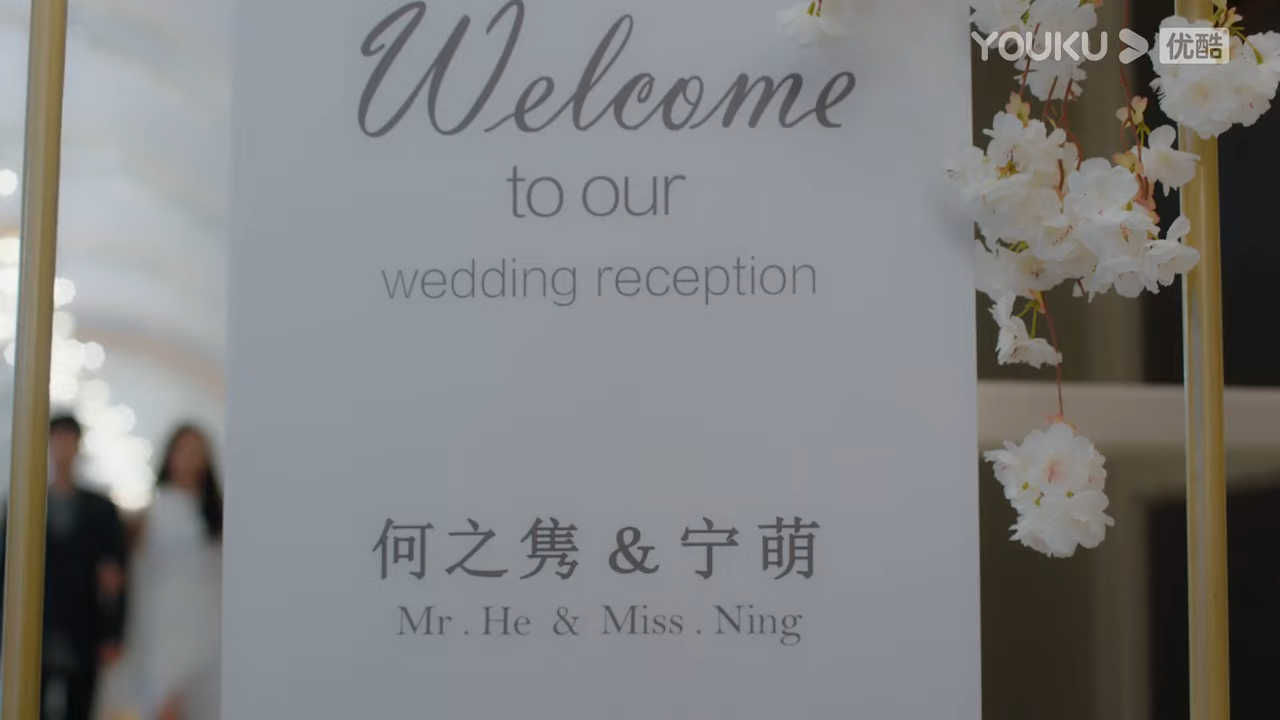 YOUKU 优酷
Welcome
to our
wedding reception
何之隽 & 宁萌
Mr . He & Miss . Ning